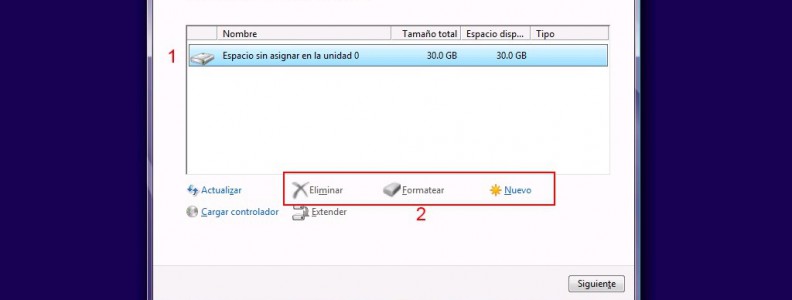 Nombre Tamaño total Espacio disp... Tipo
1 Espacio sin asignar en la unidad 0 30.0 GB 30.0 GB
Actualizar Eliminar Formatear Nuevo
Cargar controlador Extender 2
Siguiente